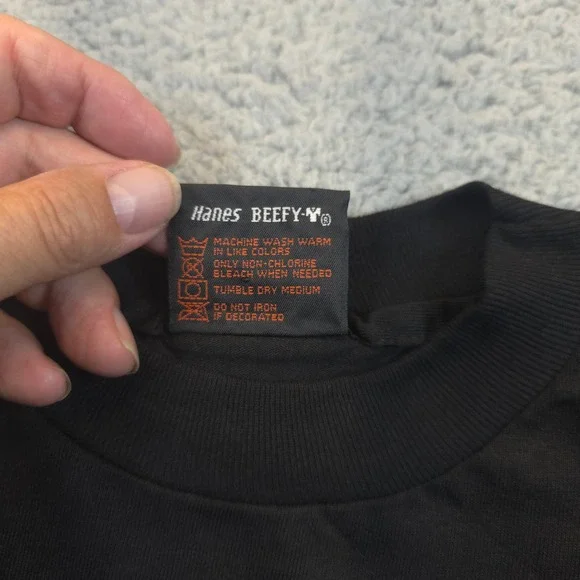 Hanes BEEFY-T®
MACHINE WASH WARM
IN LIKE COLORS
ONLY NON-CHLORINE
BLEACH WHEN NEEDED
TUMBLE DRY MEDIUM
DO NOT IRON
IF DECORATED